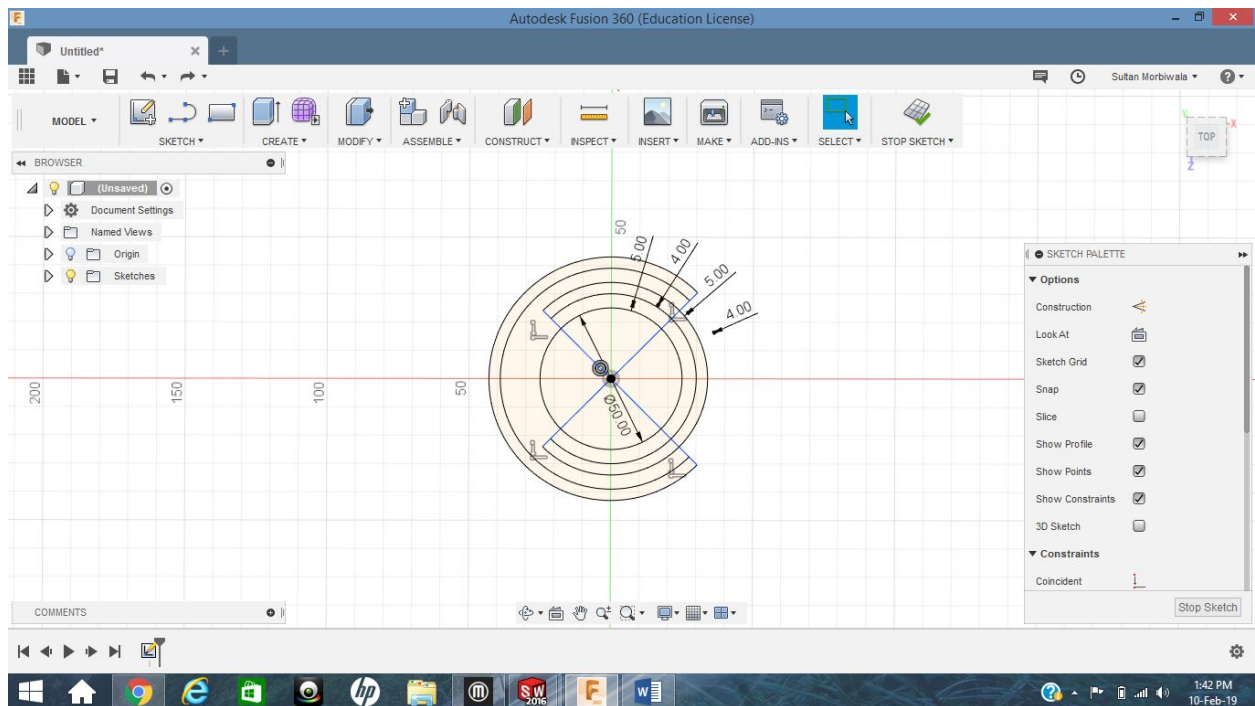 Autodesk Fusion 360 (Education License)
Untitled*
Sultan Morbiwala
MODEL
SKETCH
CREATE
MODIFY
ASSEMBLE
CONSTRUCT
INSPECT
INSERT
MAKE
ADD-INS
SELECT
STOP SKETCH
TOP
X
Y
Z
BROWSER
(Unsaved)
Document Settings
Named Views
Origin
Sketches
50
5.00
4.00
5.00
4.00
Ø50.00
200
150
100
50
SKETCH PALETTE
Options
Construction
Look At
Sketch Grid
Snap
Slice
Show Profile
Show Points
Show Constraints
3D Sketch
Constraints
Coincident
Stop Sketch
COMMENTS
hp
SW
2016
F
W
1:42 PM
10-Feb-19